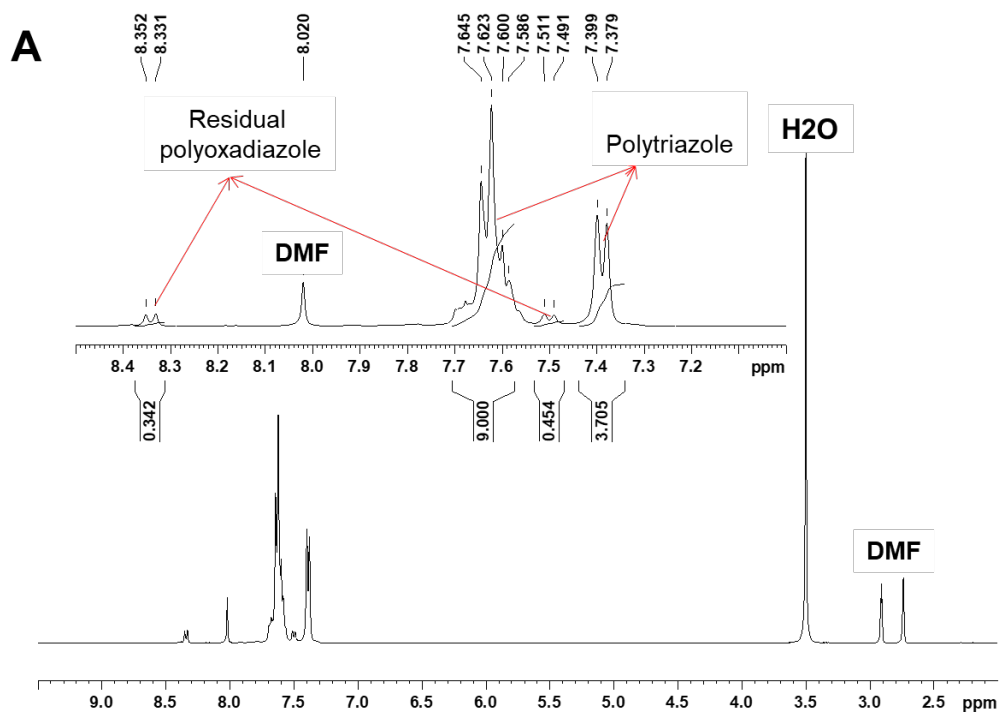 A
8.352
8.331
8.020
7.645
7.623
7.600
7.586
7.511
7.491
7.399
7.379
Residual
polyoxadiazole
DMF
Polytriazole
H2O
8.4 8.3 8.2 8.1 8.0 7.9 7.8 7.7 7.6 7.5 7.4 7.3 7.2 ppm
0.342
9.000
0.454
3.705
DMF
9.0 8.5 8.0 7.5 7.0 6.5 6.0 5.5 5.0 4.5 4.0 3.5 3.0 2.5 ppm